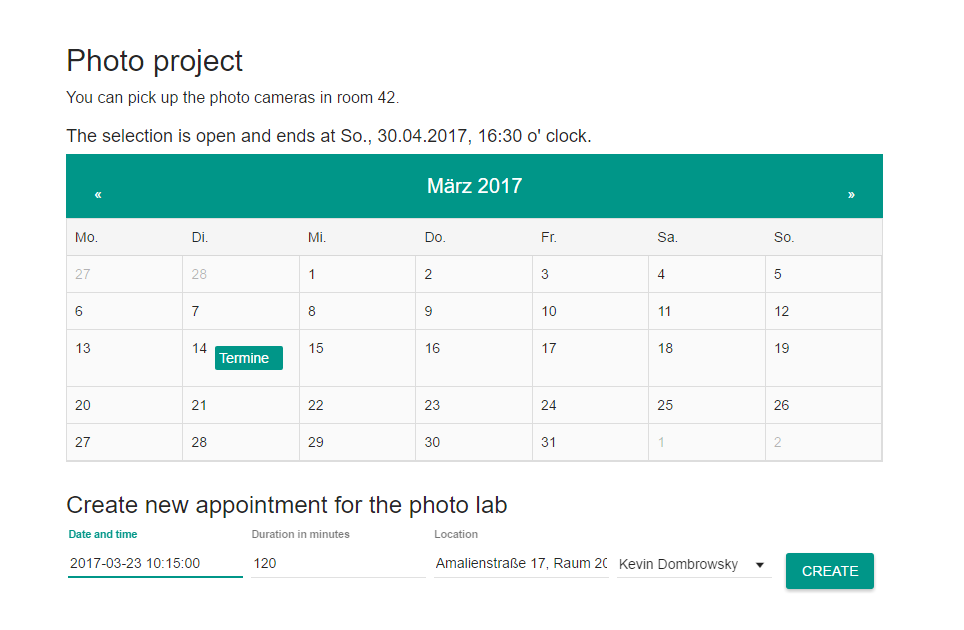 Photo project
You can pick up the photo cameras in room 42.
The selection is open and ends at So., 30.04.2017, 16:30 o' clock.
« März 2017 »
Mo. Di. Mi. Do. Fr. Sa. So.
27 28 1 2 3 4 5
6 7 8 9 10 11 12
13 14 Termine 15 16 17 18 19
20 21 22 23 24 25 26
27 28 29 30 31 1 2
Create new appointment for the photo lab
Date and time Duration in minutes Location
2017-03-23 10:15:00 120 Amalienstraße 17, Raum 20 Kevin Dombrowsky CREATE